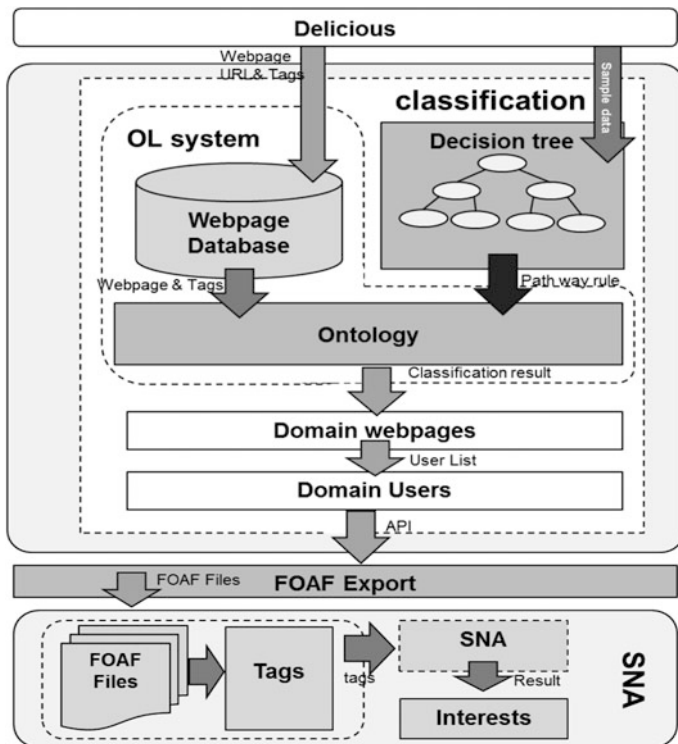 Delicious
Webpage
URL& Tags
Sample data
classification
OL system
Decision tree
Webpage
Database
Webpage & Tags
Path way rule
Ontology
Classification result
Domain webpages
User List
Domain Users
API
FOAF Export
FOAF Files
FOAF
Files
Tags
tags
SNA
Result
Interests
SNA